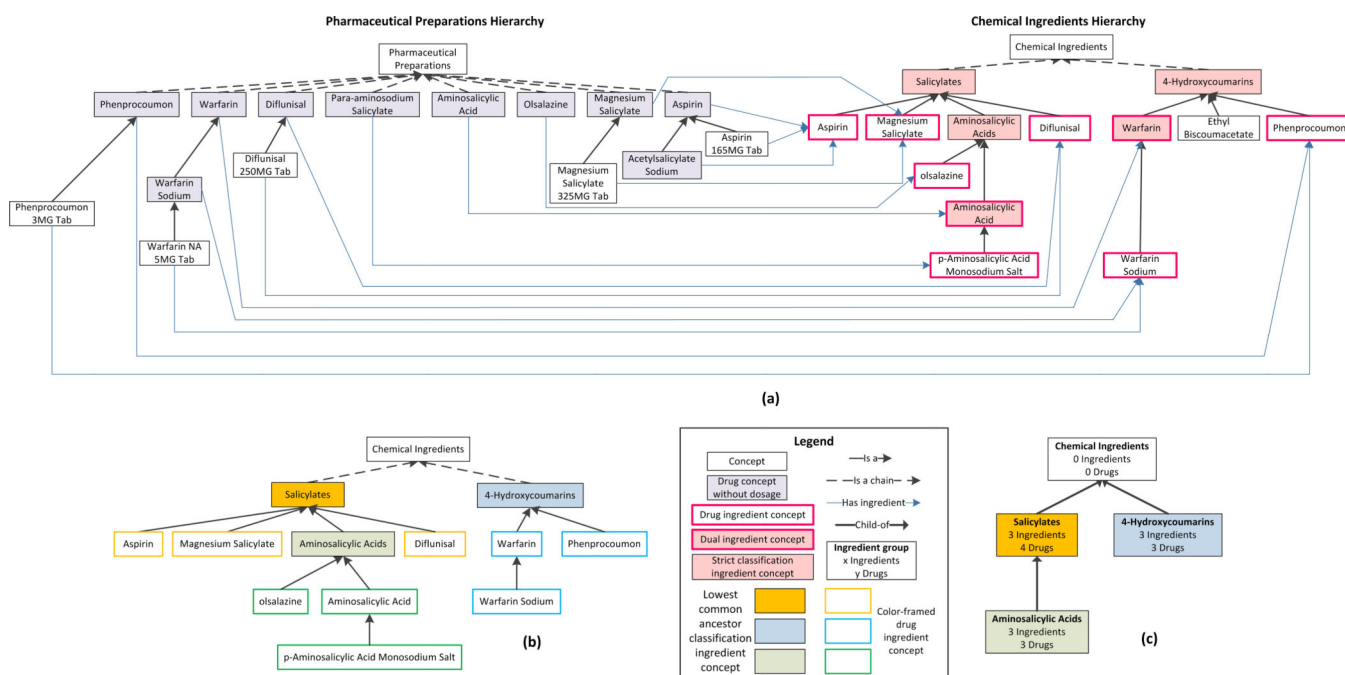 Pharmaceutical Preparations Hierarchy
Chemical Ingredients Hierarchy
Pharmaceutical
Preparations
Chemical Ingredients
Phenprocoumon
Warfarin
Diflunisal
Para-aminosodium
Salicylate
Aminosalicylic
Acid
Olsalazine
Magnesium
Salicylate
Aspirin
Salicylates
4-Hydroxycoumarins
Aspirin
165MG Tab
Aspirin
Magnesium
Salicylate
Aminosalicylic
Acids
Diflunisal
Warfarin
Ethyl
Biscoumacetate
Phenprocoumon
Diflunisal
250MG Tab
Acetylsalicylate
Sodium
Magnesium
Salicylate
325MG Tab
olsalazine
Warfarin
Sodium
Phenprocoumon
3MG Tab
Aminosalicylic
Acid
Warfarin NA
5MG Tab
p-Aminosalicylic Acid
Monosodium Salt
Warfarin
Sodium
(a)
Chemical Ingredients
Salicylates
4-Hydroxycoumarins
Aspirin
Magnesium Salicylate
Aminosalicylic Acids
Diflunisal
Warfarin
Phenprocoumon
olsalazine
Aminosalicylic Acid
Warfarin Sodium
p-Aminosalicylic Acid Monosodium Salt
(b)
Legend
Concept
Is a
Drug concept
without dosage
Is a chain
Has ingredient
Drug ingredient concept
Child-of
Dual ingredient concept
Strict classification
ingredient concept
Ingredient group
x Ingredients
y Drugs
Lowest
common
ancestor
classification
ingredient
concept
Color-framed
drug
ingredient
concept
Chemical Ingredients
0 Ingredients
0 Drugs
Salicylates
3 Ingredients
4 Drugs
4-Hydroxycoumarins
3 Ingredients
3 Drugs
Aminosalicylic Acids
3 Ingredients
3 Drugs
(c)